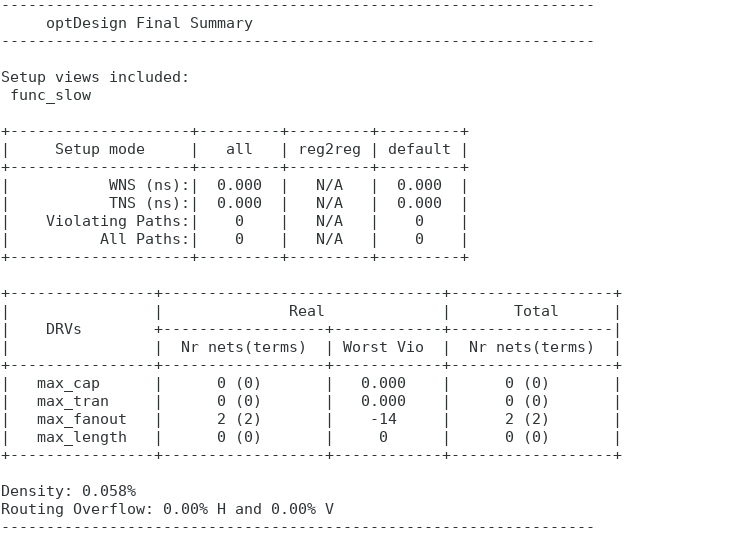 ------------------------------------------------------------------
     optDesign Final Summary
------------------------------------------------------------------

Setup views included:
 func_slow

+--------------------+---------+---------+---------+
|     Setup mode     |   all   | reg2reg | default |
+--------------------+---------+---------+---------+
|           WNS (ns):|  0.000  |   N/A   |  0.000  |
|           TNS (ns):|  0.000  |   N/A   |  0.000  |
|    Violating Paths:|    0    |   N/A   |    0    |
|          All Paths:|    0    |   N/A   |    0    |
+--------------------+---------+---------+---------+

+----------------+-------------------------------+------------------+
|                |              Real             |       Total      |
|    DRVs        +------------------+------------+------------------|
|                |  Nr nets(terms)  | Worst Vio  |  Nr nets(terms)  |
+----------------+------------------+------------+------------------+
|   max_cap      |      0 (0)       |   0.000    |      0 (0)       |
|   max_tran     |      0 (0)       |   0.000    |      0 (0)       |
|   max_fanout   |      2 (2)       |    -14     |      2 (2)       |
|   max_length   |      0 (0)       |     0      |      0 (0)       |
+----------------+------------------+------------+------------------+

Density: 0.058%
Routing Overflow: 0.00% H and 0.00% V
------------------------------------------------------------------